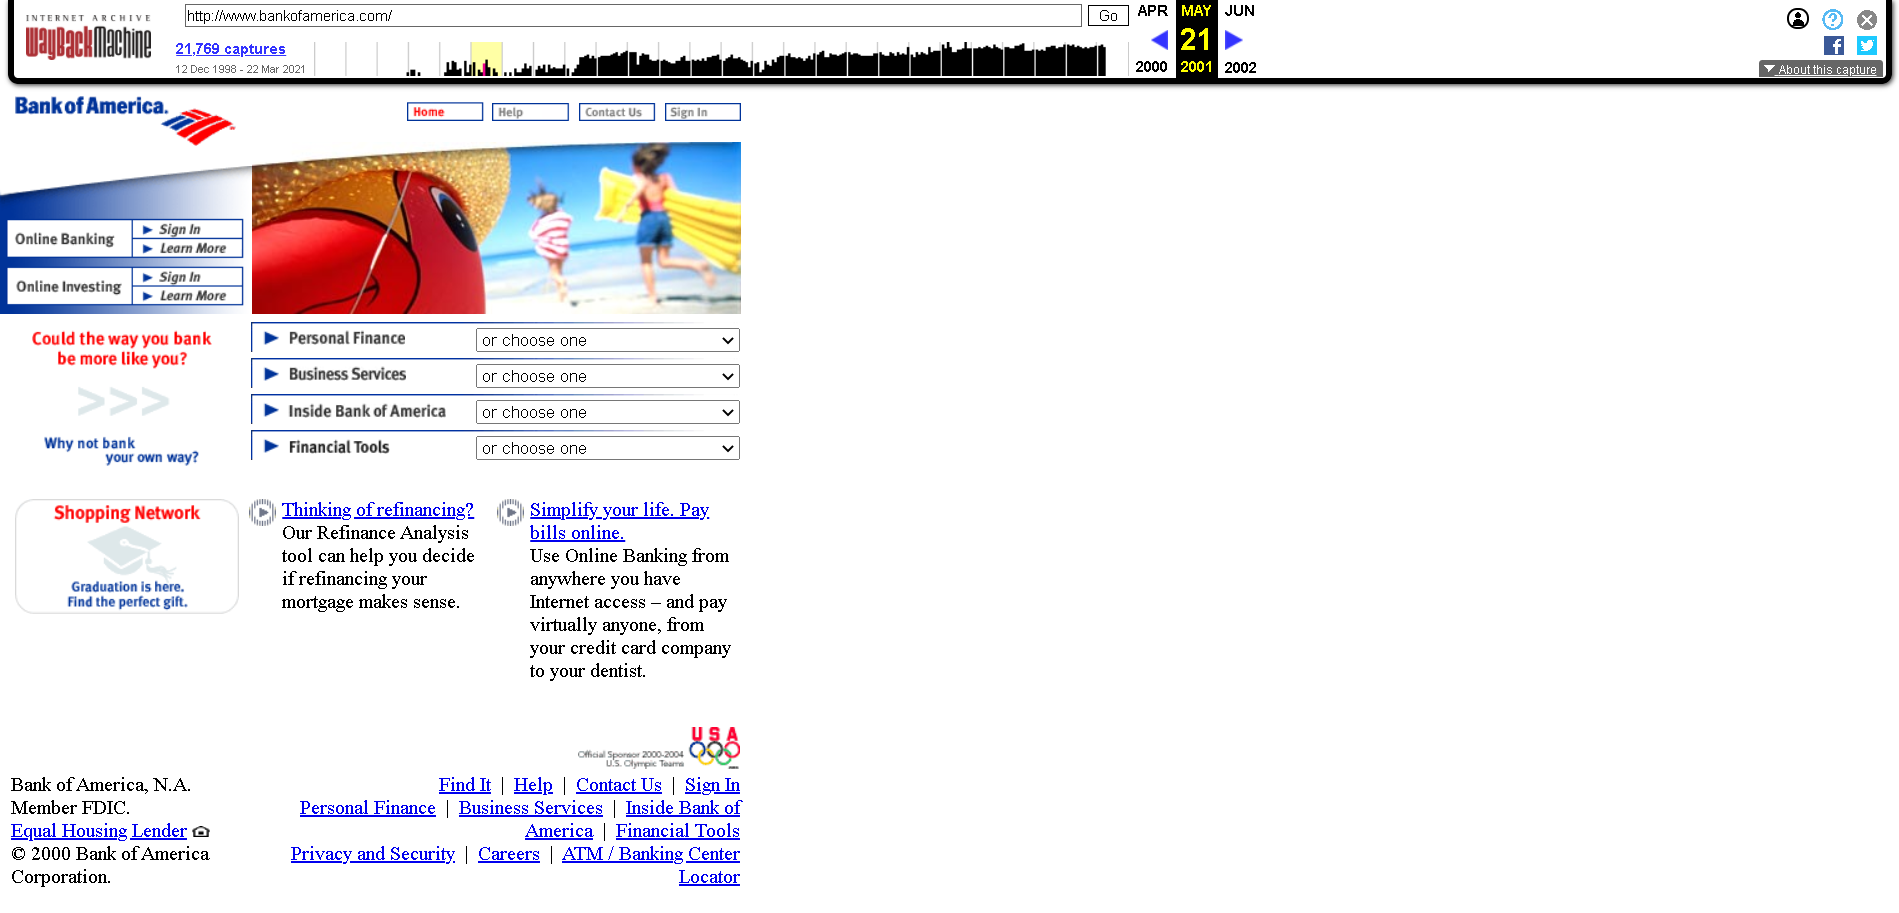 INTERNET ARCHIVE
WayBackMachine
http://www.bankofamerica.com/
Go
21,769 captures
12 Dec 1998 - 22 Mar 2021
APR
MAY
JUN
21
2000
2001
2002
About this capture
Bank of America.
Home
Help
Contact Us
Sign In
Online Banking
Sign In
Learn More
Online Investing
Sign In
Learn More
Could the way you bank
be more like you?
>>>
Why not bank
your own way?
Personal Finance
or choose one
Business Services
or choose one
Inside Bank of America
or choose one
Financial Tools
or choose one
Shopping Network
Graduation is here.
Find the perfect gift.
Thinking of refinancing?
Our Refinance Analysis
tool can help you decide
if refinancing your
mortgage makes sense.
Simplify your life. Pay
bills online.
Use Online Banking from
anywhere you have
Internet access – and pay
virtually anyone, from
your credit card company
to your dentist.
USA
Official Sponsor 2000-2004
U.S. Olympic Teams
Bank of America, N.A.
Member FDIC.
Equal Housing Lender
© 2000 Bank of America
Corporation.
Find It | Help | Contact Us | Sign In
Personal Finance | Business Services | Inside Bank of
America | Financial Tools
Privacy and Security | Careers | ATM / Banking Center
Locator